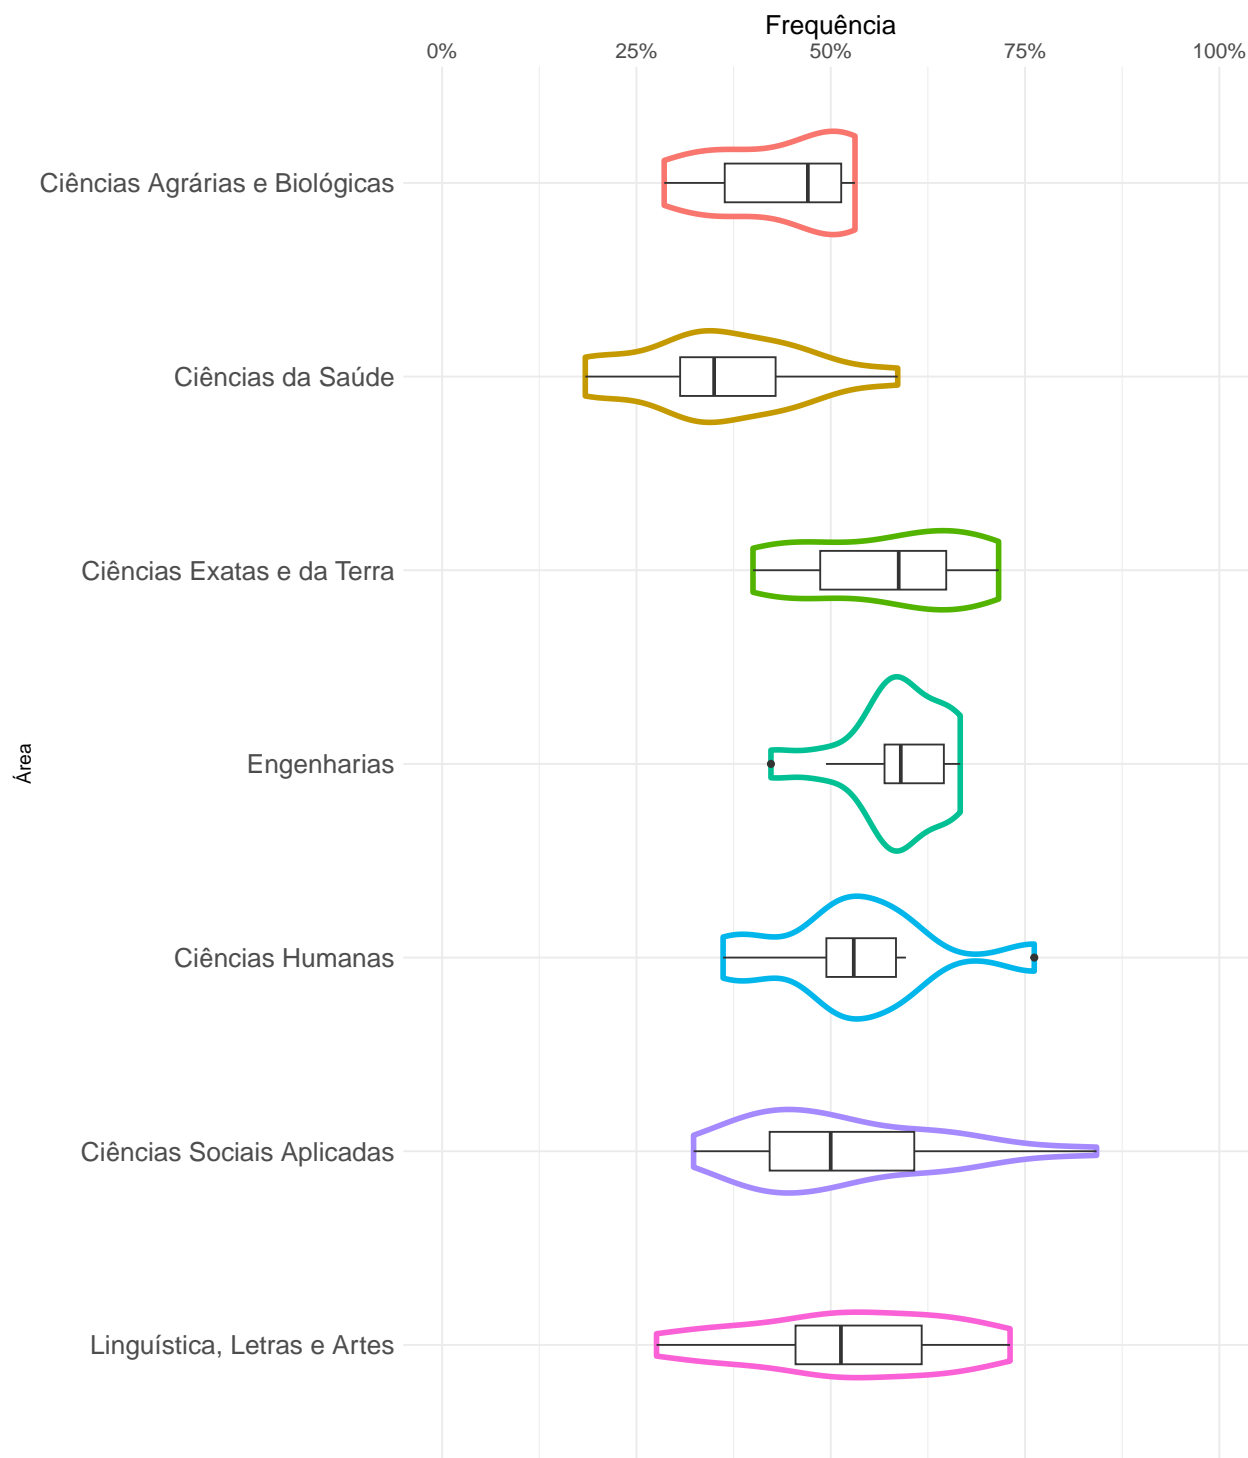 Frequência
0% 25% 50% 75% 100%
Ciências Agrárias e Biológicas
Ciências da Saúde
Ciências Exatas e da Terra
Engenharias
Área
Ciências Humanas
Ciências Sociais Aplicadas
Linguística, Letras e Artes